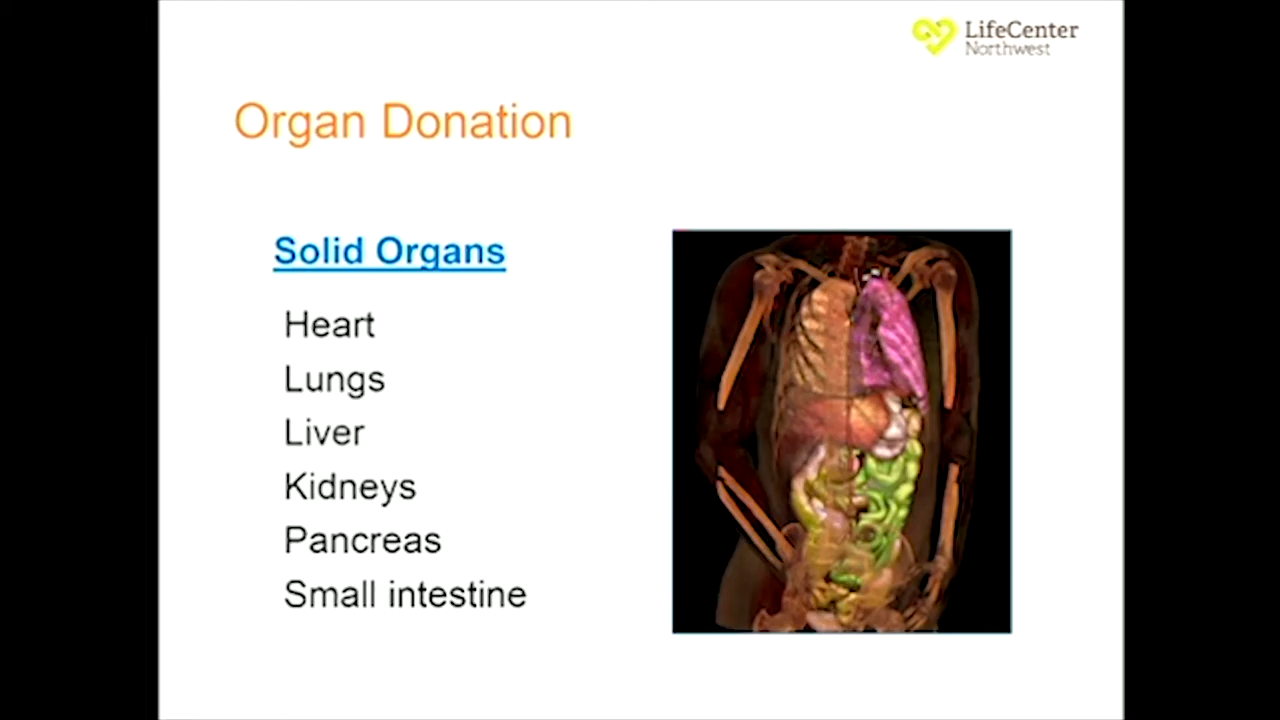 LifeCenter
Northwest
Organ Donation
Solid Organs
Heart
Lungs
Liver
Kidneys
Pancreas
Small intestine